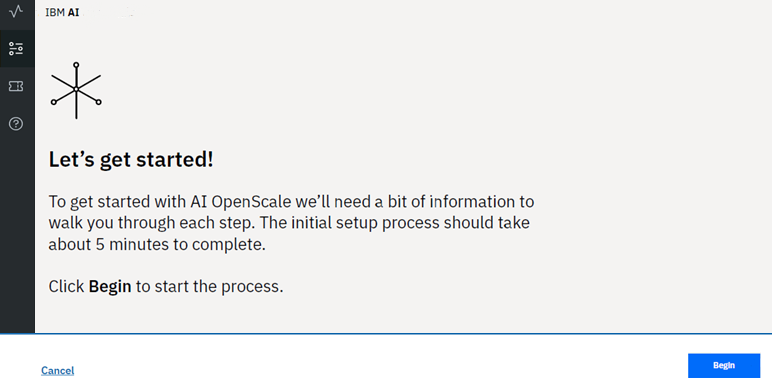 IBM AI
Let's get started!
To get started with AI OpenScale we'll need a bit of information to
walk you through each step. The initial setup process should take
about 5 minutes to complete.
Click Begin to start the process.
Cancel
Begin